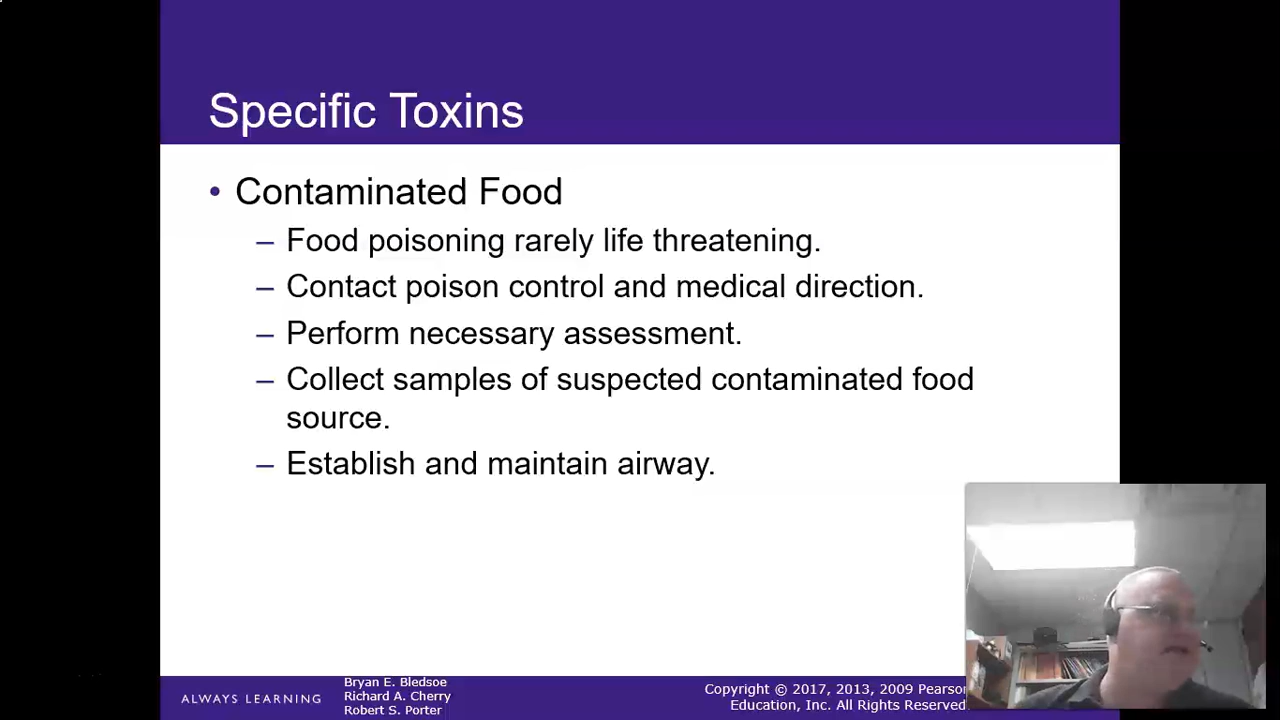 Specific Toxins
• Contaminated Food
– Food poisoning rarely life threatening.
– Contact poison control and medical direction.
– Perform necessary assessment.
– Collect samples of suspected contaminated food
source.
– Establish and maintain airway.
ALWAYS LEARNING
Bryan E. Bledsoe
Richard A. Cherry
Robert S. Porter
Copyright © 2017, 2013, 2009 Pearson
Education, Inc. All Rights Reserved